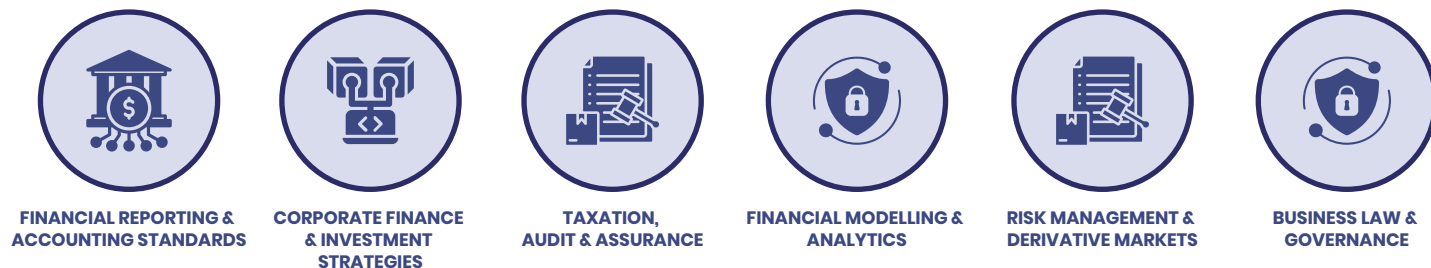 FINANCIAL REPORTING &
ACCOUNTING STANDARDS
CORPORATE FINANCE
& INVESTMENT
STRATEGIES
TAXATION,
AUDIT & ASSURANCE
FINANCIAL MODELLING &
ANALYTICS
RISK MANAGEMENT &
DERIVATIVE MARKETS
BUSINESS LAW &
GOVERNANCE